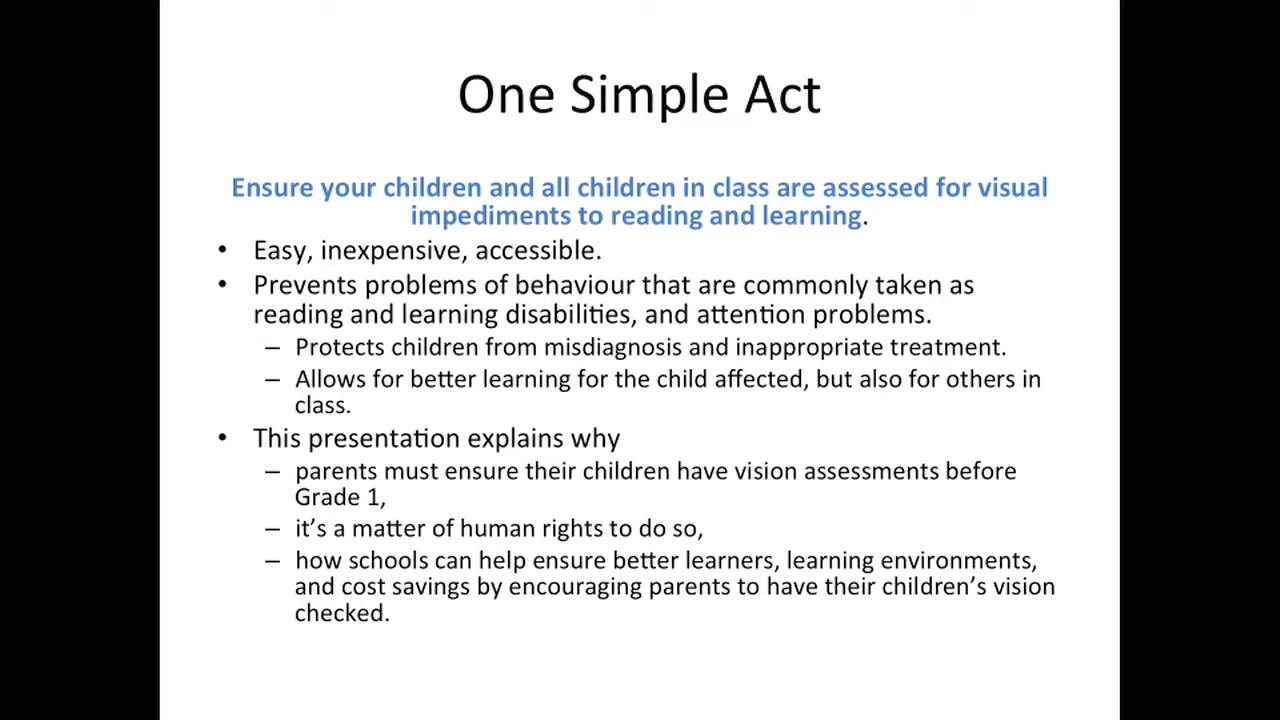 One Simple Act
Ensure your children and all children in class are assessed for visual
impediments to reading and learning.
• Easy, inexpensive, accessible.
• Prevents problems of behaviour that are commonly taken as
reading and learning disabilities, and attention problems.
– Protects children from misdiagnosis and inappropriate treatment.
– Allows for better learning for the child affected, but also for others in
class.
• This presentation explains why
– parents must ensure their children have vision assessments before
Grade 1,
– it’s a matter of human rights to do so,
– how schools can help ensure better learners, learning environments,
and cost savings by encouraging parents to have their children’s vision
checked.